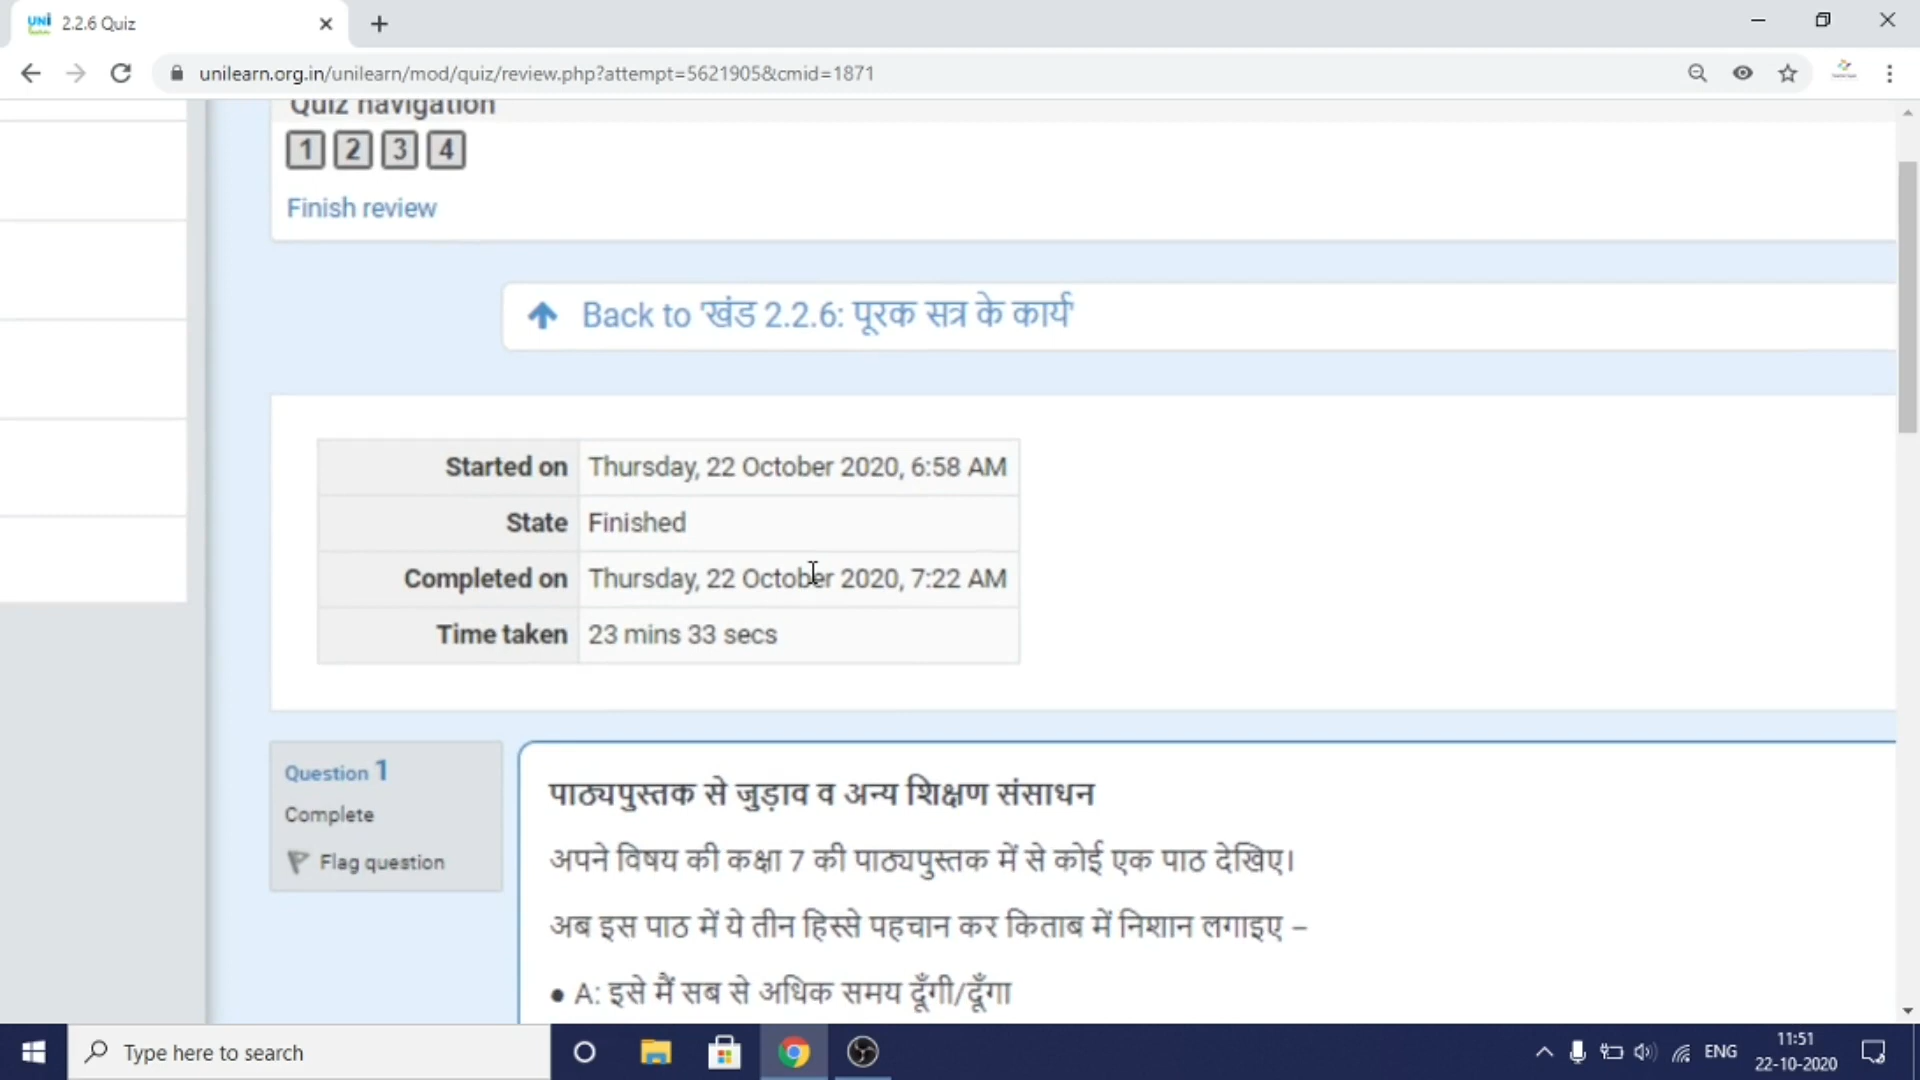 UNi
2.2.6 Quiz
unilearn.org.in/unilearn/mod/quiz/review.php?attempt=5621905&cmid=1871
Quiz navigation
1 2 3 4
Finish review
Back to 'खंड 2.2.6: पूरक सत्र के कार्य'
Started on Thursday, 22 October 2020, 6:58 AM
State Finished
Completed on Thursday, 22 October 2020, 7:22 AM
Time taken 23 mins 33 secs
Question 1
Complete
Flag question
पाठ्यपुस्तक से जुड़ाव व अन्य शिक्षण संसाधन
अपने विषय की कक्षा 7 की पाठ्यपुस्तक में से कोई एक पाठ देखिए।
अब इस पाठ में ये तीन हिस्से पहचान कर किताब में निशान लगाइए –
● A: इसे मैं सब से अधिक समय दूँगी/दूँगा
Type here to search
ENG
11:51
22-10-2020